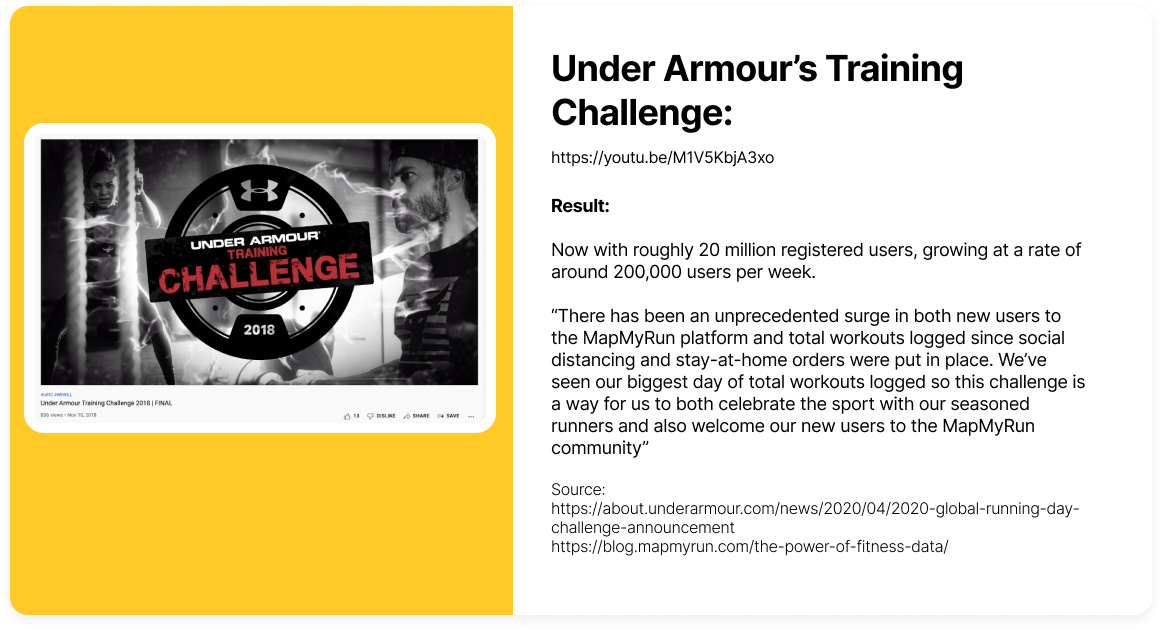 UNDER ARMOUR
TRAINING
CHALLENGE
2018
#UATC #IWILL
Under Armour Training Challenge 2018 | FINAL
836 views • Nov 10, 2018
13 DISLIKE SHARE SAVE ...
Under Armour’s Training
Challenge:
https://youtu.be/M1V5KbjA3xo
Result:
Now with roughly 20 million registered users, growing at a rate of
around 200,000 users per week.
“There has been an unprecedented surge in both new users to
the MapMyRun platform and total workouts logged since social
distancing and stay-at-home orders were put in place. We’ve
seen our biggest day of total workouts logged so this challenge is
a way for us to both celebrate the sport with our seasoned
runners and also welcome our new users to the MapMyRun
community”
Source:
https://about.underarmour.com/news/2020/04/2020-global-running-day-
challenge-announcement
https://blog.mapmyrun.com/the-power-of-fitness-data/